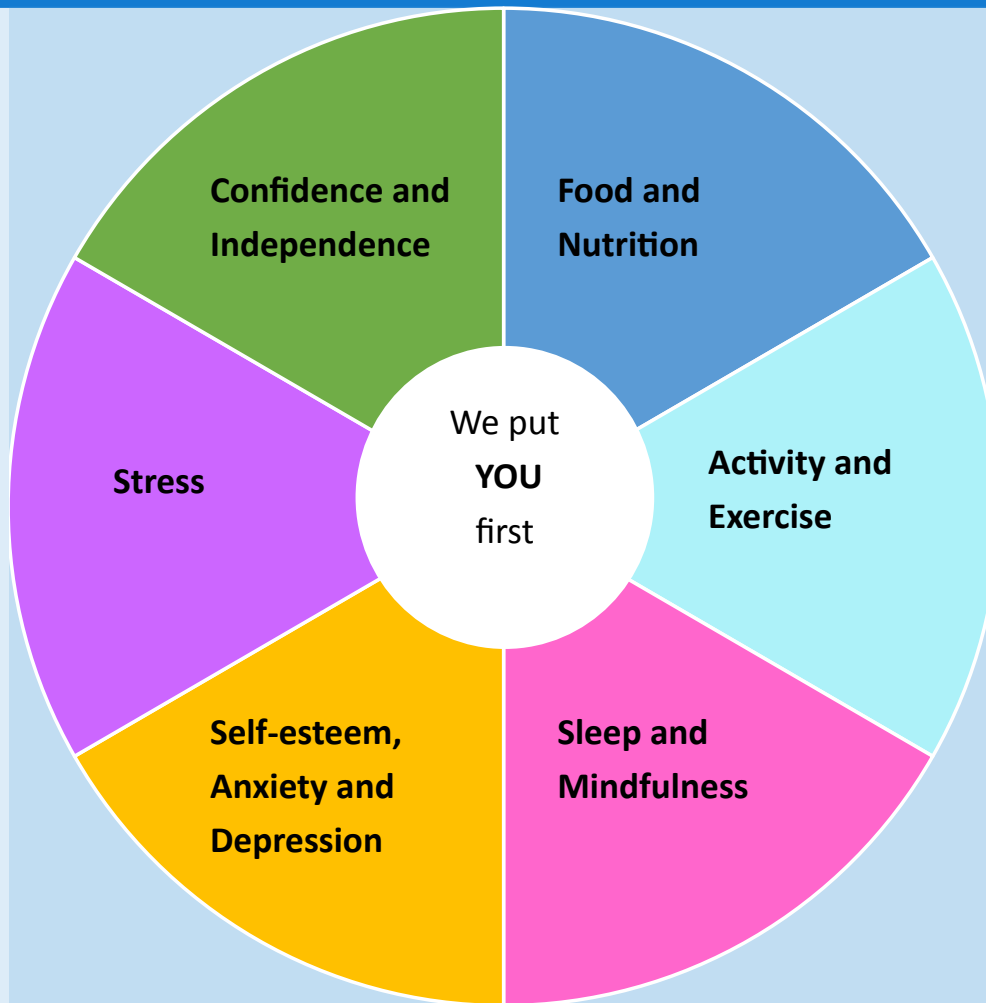 Confidence and
Independence
Food and
Nutrition
We put
YOU
first
Activity and
Exercise
Stress
Self-esteem,
Anxiety and
Depression
Sleep and
Mindfulness